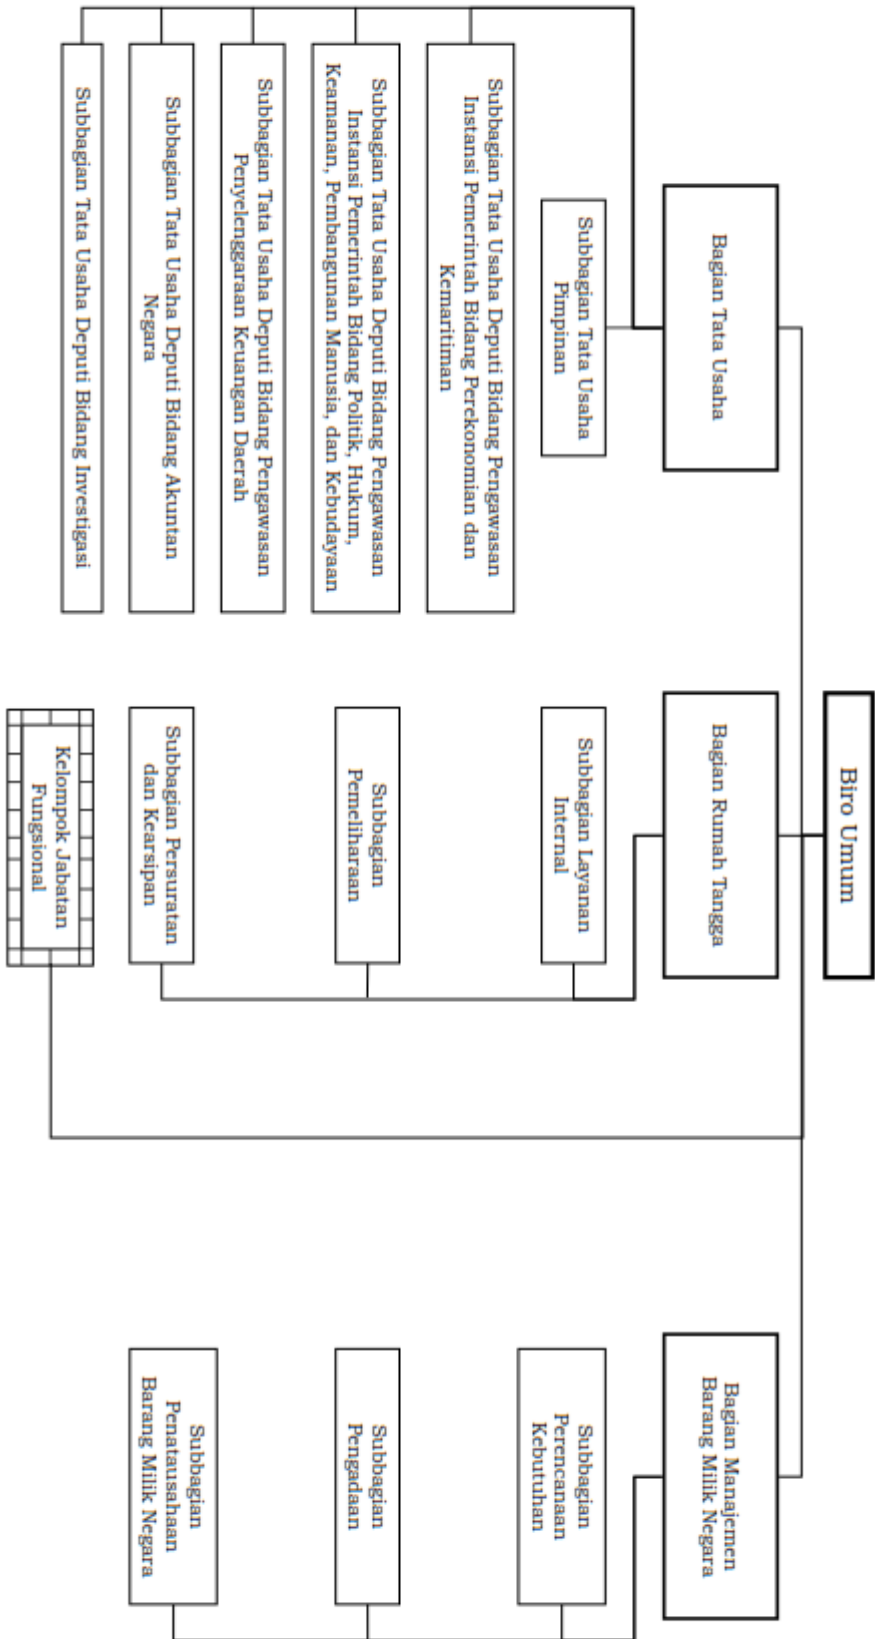 Biro Umum
Bagian Tata Usaha
Subbagian Tata Usaha
Pimpinan
Subbagian Tata Usaha Deputi Bidang Pengawasan
Instansi Pemerintah Bidang Perekonomian dan
Kemaritiman
Subbagian Tata Usaha Deputi Bidang Pengawasan
Instansi Pemerintah Bidang Politik, Hukum,
Keamanan, Pembangunan Manusia, dan Kebudayaan
Subbagian Tata Usaha Deputi Bidang Pengawasan
Penyelenggaraan Keuangan Daerah
Subbagian Tata Usaha Deputi Bidang Akuntan
Negara
Subbagian Tata Usaha Deputi Bidang Investigasi
Bagian Rumah Tangga
Subbagian Layanan
Internal
Subbagian
Pemeliharaan
Subbagian Persuratan
dan Kearsipan
Kelompok Jabatan
Fungsional
Bagian Manajemen
Barang Milik Negara
Subbagian
Perencanaan
Kebutuhan
Subbagian
Pengadaan
Subbagian
Penatausahaan
Barang Milik Negara